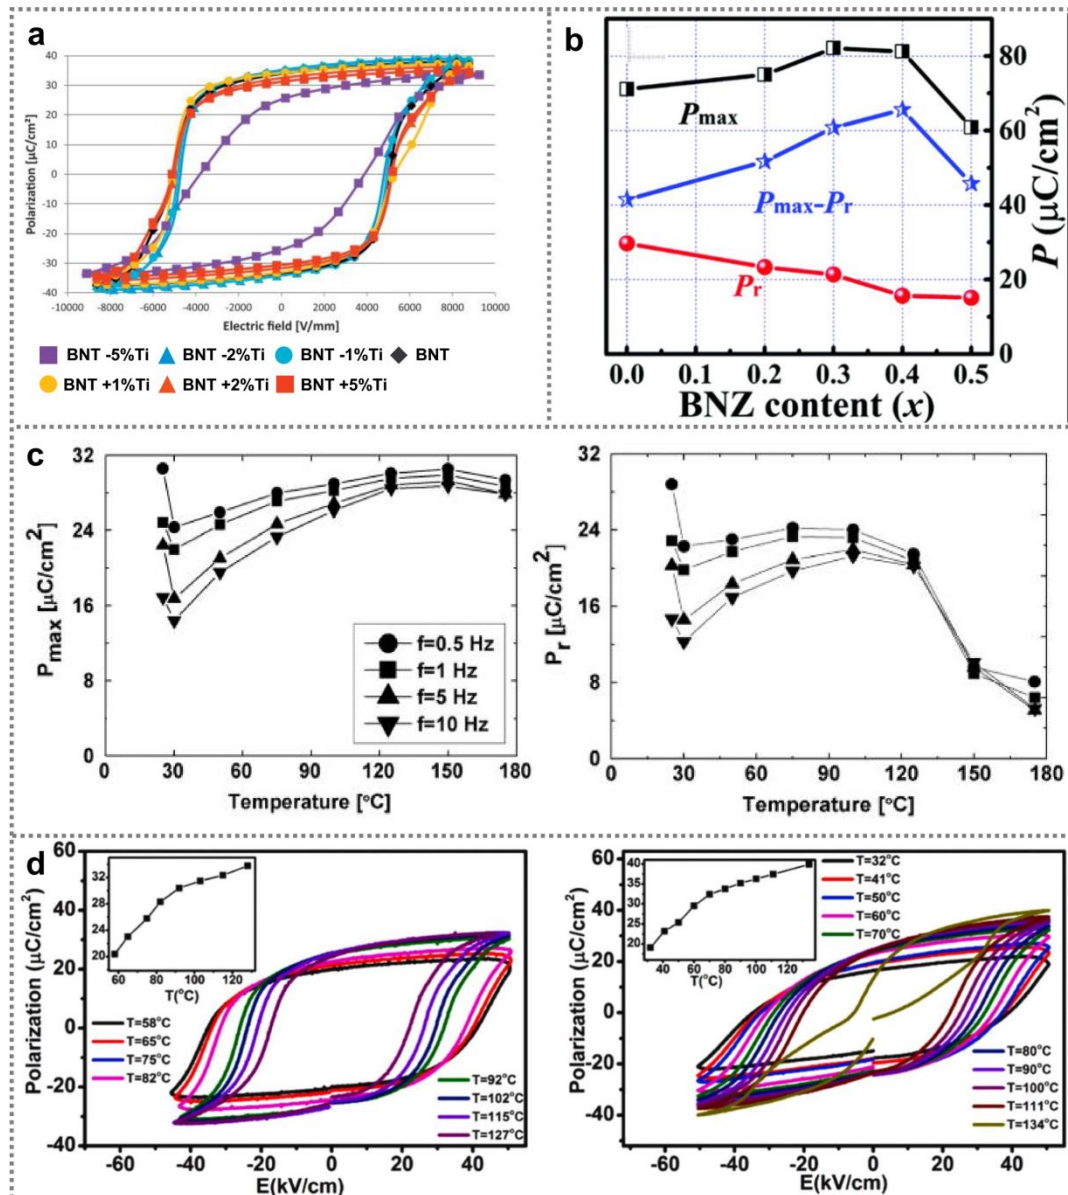 a
40
30
20
10
0
-10
-20
-30
-40
Polarization [µC/cm²]
-10000 -8000 -6000 -4000 -2000 0 2000 4000 6000 8000 10000
Electric field [V/mm]
BNT -5%Ti BNT -2%Ti BNT -1%Ti BNT
BNT +1%Ti BNT +2%Ti BNT +5%Ti
b
Pmax
Pmax-Pr
Pr
80
60
40
20
0
P (µC/cm²)
0.0 0.1 0.2 0.3 0.4 0.5
BNZ content (x)
c
32
24
16
8
0
Pmax [µC/cm²]
f=0.5 Hz
f=1 Hz
f=5 Hz
f=10 Hz
0 30 60 90 120 150 180
Temperature [°C]
32
24
16
8
0
Pr [µC/cm²]
0 30 60 90 120 150 180
Temperature [°C]
d
60
40
20
0
-20
-40
Polarization (µC/cm²)
32
28
24
20
60 80 100 120
T(°C)
T=58°C
T=65°C
T=75°C
T=82°C
T=92°C
T=102°C
T=115°C
T=127°C
-60 -40 -20 0 20 40
E(kV/cm)
60
40
20
0
-20
-40
Polarization (µC/cm²)
40
35
30
25
20
15
40 60 80 100 120
T(°C)
T=32°C
T=41°C
T=50°C
T=60°C
T=70°C
T=80°C
T=90°C
T=100°C
T=111°C
T=134°C
-60 -40 -20 0 20 40
E(kV/cm)